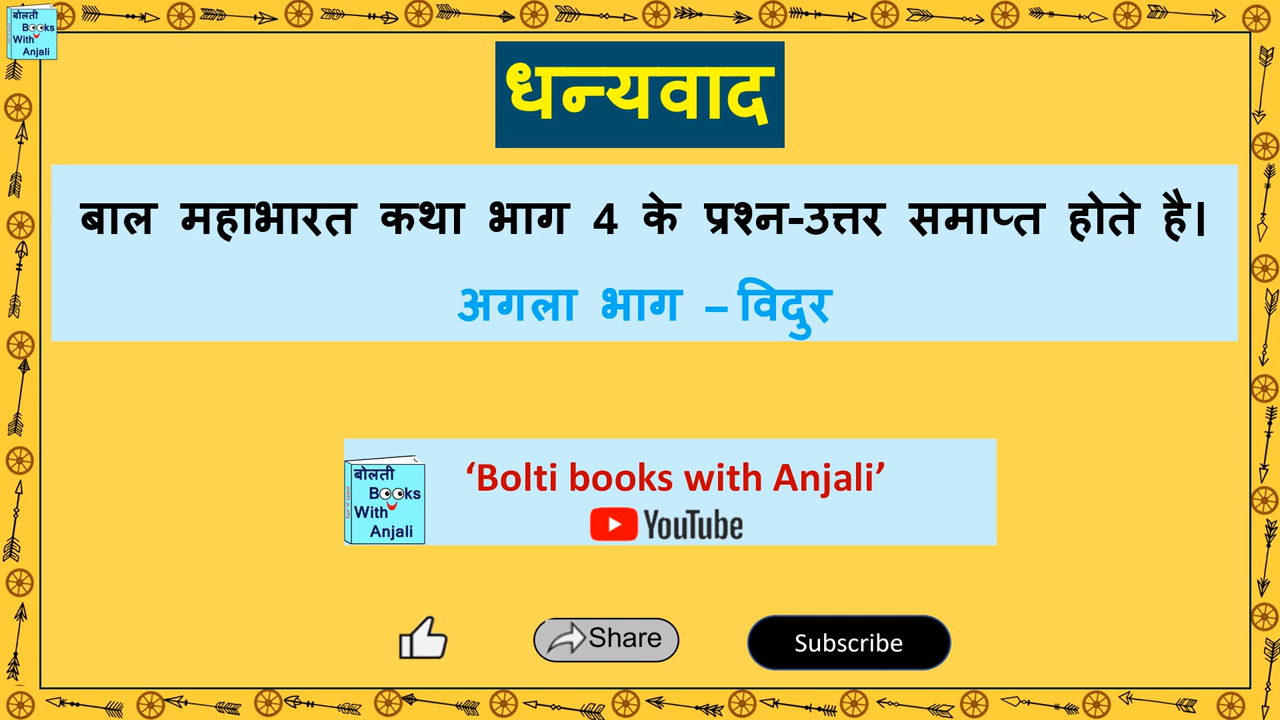 बोलती
Books
With
Anjali
धन्यवाद
बाल महाभारत कथा भाग 4 के प्रश्न-उत्तर समाप्त होते है।
अगला भाग – विदुर
बोलती
Books
With
Anjali
‘Bolti books with Anjali’
YouTube
Share
Subscribe